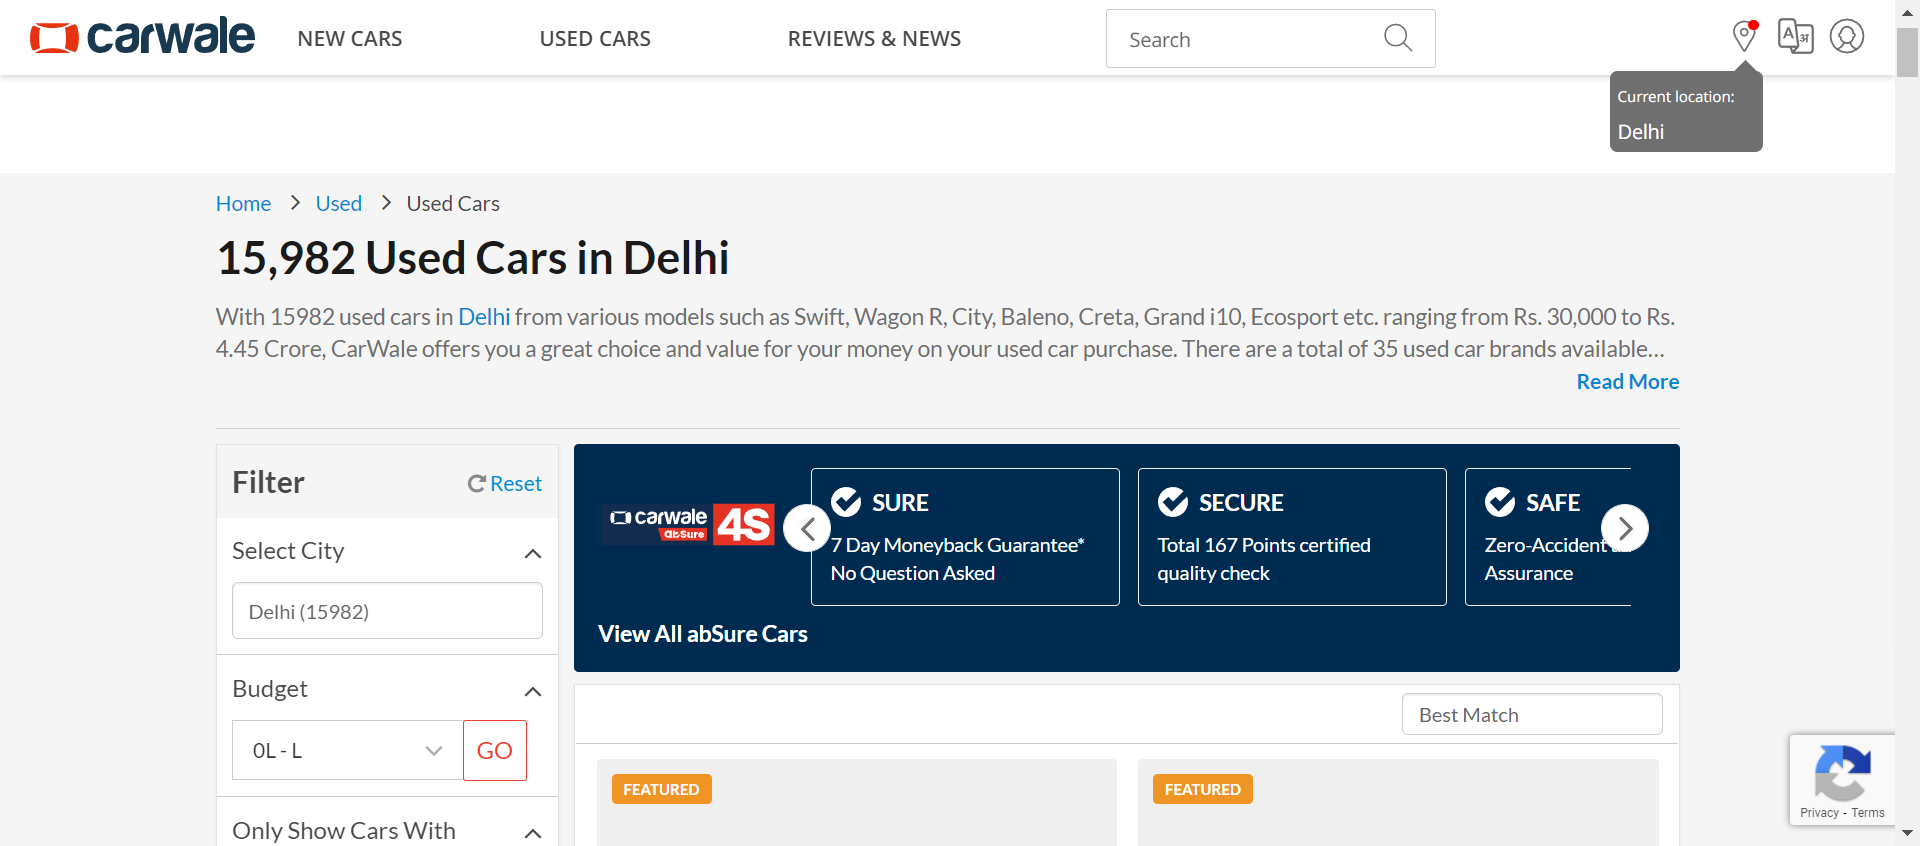 carwale
NEW CARS
USED CARS
REVIEWS & NEWS
Search
Current location:
Delhi
Home
Used
Used Cars
15,982 Used Cars in Delhi
With 15982 used cars in Delhi from various models such as Swift, Wagon R, City, Baleno, Creta, Grand i10, Ecosport etc. ranging from Rs. 30,000 to Rs.
4.45 Crore, CarWale offers you a great choice and value for your money on your used car purchase. There are a total of 35 used car brands available...
Read More
Filter
Reset
Select City
Delhi (15982)
Budget
0L - L
GO
Only Show Cars With
carwale
abSure
4S
SURE
7 Day Moneyback Guarantee*
No Question Asked
SECURE
Total 167 Points certified
quality check
SAFE
Zero-Accident
Assurance
View All abSure Cars
Best Match
FEATURED
FEATURED
Privacy - Terms